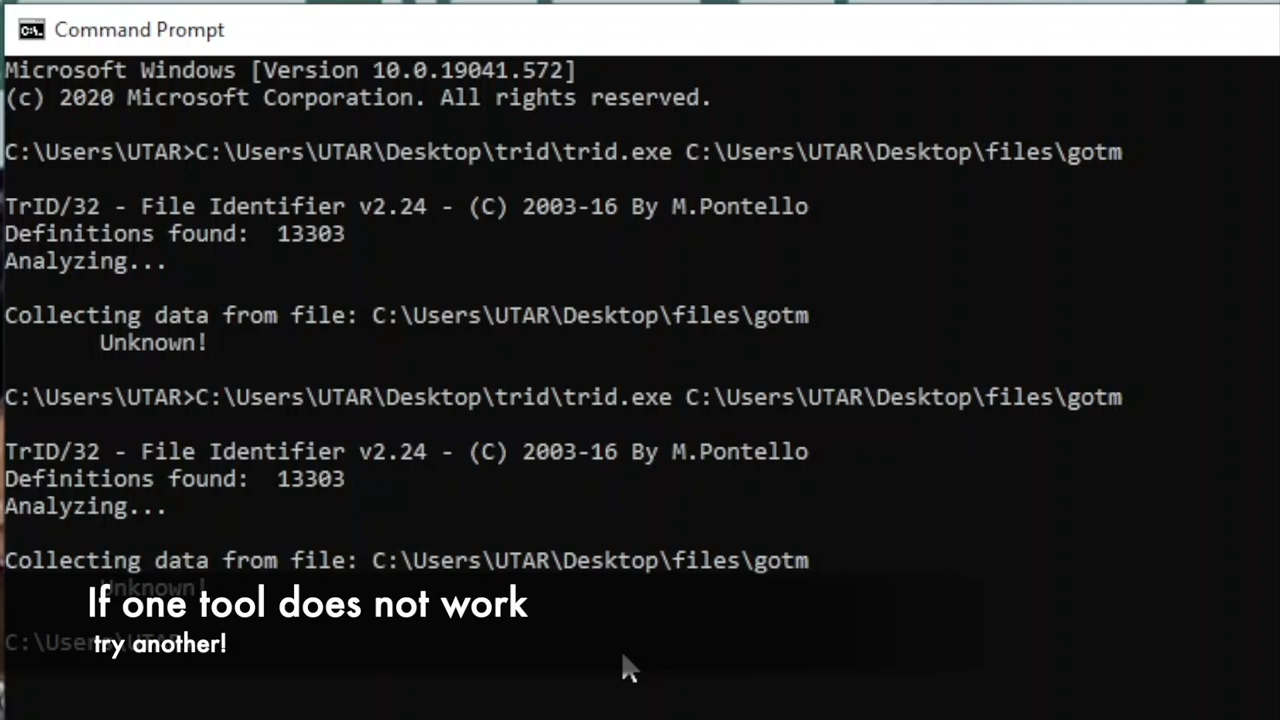 Command Prompt
Microsoft Windows [Version 10.0.19041.572]
(c) 2020 Microsoft Corporation. All rights reserved.
C:\Users\UTAR>C:\Users\UTAR\Desktop\trid\trid.exe C:\Users\UTAR\Desktop\files\gotm
TrID/32 - File Identifier v2.24 - (C) 2003-16 By M.Pontello
Definitions found:  13303
Analyzing...
Collecting data from file: C:\Users\UTAR\Desktop\files\gotm
Unknown!
C:\Users\UTAR>C:\Users\UTAR\Desktop\trid\trid.exe C:\Users\UTAR\Desktop\files\gotm
TrID/32 - File Identifier v2.24 - (C) 2003-16 By M.Pontello
Definitions found:  13303
Analyzing...
Collecting data from file: C:\Users\UTAR\Desktop\files\gotm
Unknown!
If one tool does not work
try another!